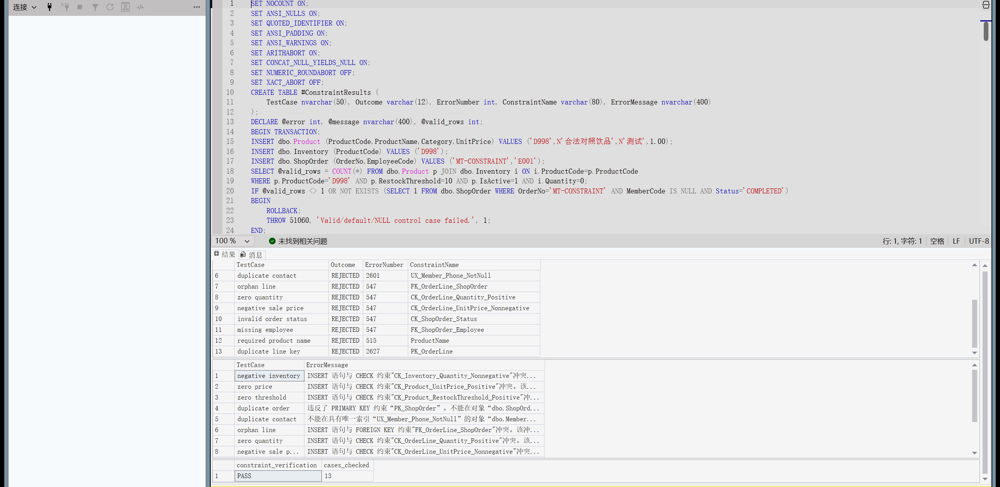 连接
1 SET NOCOUNT ON;
2 SET ANSI_NULLS ON;
3 SET QUOTED_IDENTIFIER ON;
4 SET ANSI_PADDING ON;
5 SET ANSI_WARNINGS ON;
6 SET ARITHABORT ON;
7 SET CONCAT_NULL_YIELDS_NULL ON;
8 SET NUMERIC_ROUNDABORT OFF;
9 SET XACT_ABORT OFF;
10 CREATE TABLE #ConstraintResults (
11 TestCase nvarchar(50), Outcome varchar(12), ErrorNumber int, ConstraintName varchar(80), ErrorMessage nvarchar(400)
12 );
13 DECLARE @error int, @message nvarchar(400), @valid_rows int;
14 BEGIN TRANSACTION;
15 INSERT dbo.Product (ProductCode,ProductName,Category,UnitPrice) VALUES ('D998',N'合法对照饮品',N'测试',1.00);
16 INSERT dbo.Inventory (ProductCode) VALUES ('D998');
17 INSERT dbo.ShopOrder (OrderNo,EmployeeCode) VALUES ('MT-CONSTRAINT','E001');
18 SELECT @valid_rows = COUNT(*) FROM dbo.Product p JOIN dbo.Inventory i ON i.ProductCode=p.ProductCode
19 WHERE p.ProductCode='D998' AND p.RestockThreshold=10 AND p.IsActive=1 AND i.Quantity=0;
20 IF @valid_rows <> 1 OR NOT EXISTS (SELECT 1 FROM dbo.ShopOrder WHERE OrderNo='MT-CONSTRAINT' AND MemberCode IS NULL AND Status='COMPLETED')
21 BEGIN
22 ROLLBACK;
23 THROW 51060, 'Valid/default/NULL control case failed.', 1;
24 END;
100 % 未找到相关问题 行: 1, 字符: 1 空格 LF UTF-8
结果 消息
TestCase Outcome ErrorNumber ConstraintName
6 duplicate contact REJECTED 2601 UX_Member_Phone_NotNull
7 orphan line REJECTED 547 FK_OrderLine_ShopOrder
8 zero quantity REJECTED 547 CK_OrderLine_Quantity_Positive
9 negative sale price REJECTED 547 CK_OrderLine_UnitPrice_Nonnegative
10 invalid order status REJECTED 547 CK_ShopOrder_Status
11 missing employee REJECTED 547 FK_ShopOrder_Employee
12 required product name REJECTED 515 ProductName
13 duplicate line key REJECTED 2627 PK_OrderLine
TestCase ErrorMessage
1 negative inventory INSERT 语句与 CHECK 约束"CK_Inventory_Quantity_Nonnegative"冲突...
2 zero price INSERT 语句与 CHECK 约束"CK_Product_UnitPrice_Positive"冲突。该...
3 zero threshold INSERT 语句与 CHECK 约束"CK_Product_RestockThreshold_Positive"冲...
4 duplicate order 违反了 PRIMARY KEY 约束“PK_ShopOrder”。不能在对象“dbo.ShopOrd...
5 duplicate contact 不能在具有唯一索引“UX_Member_Phone_NotNull”的对象“dbo.Member...
6 orphan line INSERT 语句与 FOREIGN KEY 约束"FK_OrderLine_ShopOrder"冲突。该冲...
7 zero quantity INSERT 语句与 CHECK 约束"CK_OrderLine_Quantity_Positive"冲突。该...
8 negative sale p... INSERT 语句与 CHECK 约束"CK_OrderLine_UnitPrice_Nonnegative"冲突...
constraint_verification cases_checked
1 PASS 13